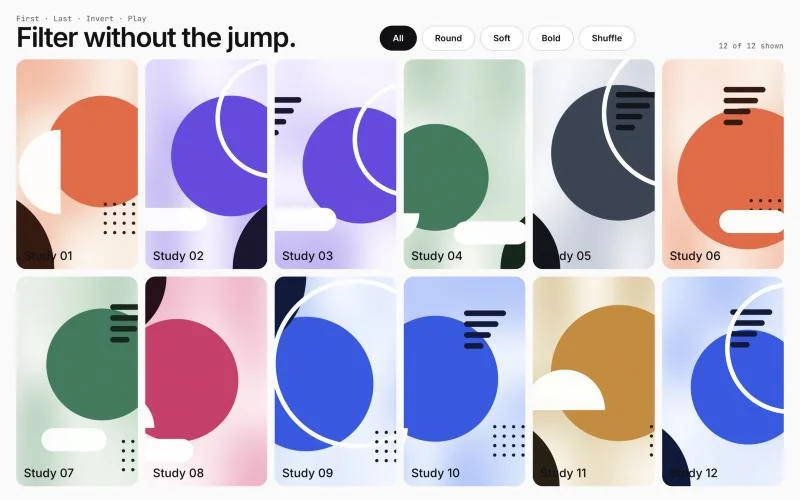 First · Last · Invert · Play
Filter without the jump.
All
Round
Soft
Bold
Shuffle
12 of 12 shown
Study 01
Study 02
Study 03
Study 04
Study 05
Study 06
Study 07
Study 08
Study 09
Study 10
Study 11
Study 12